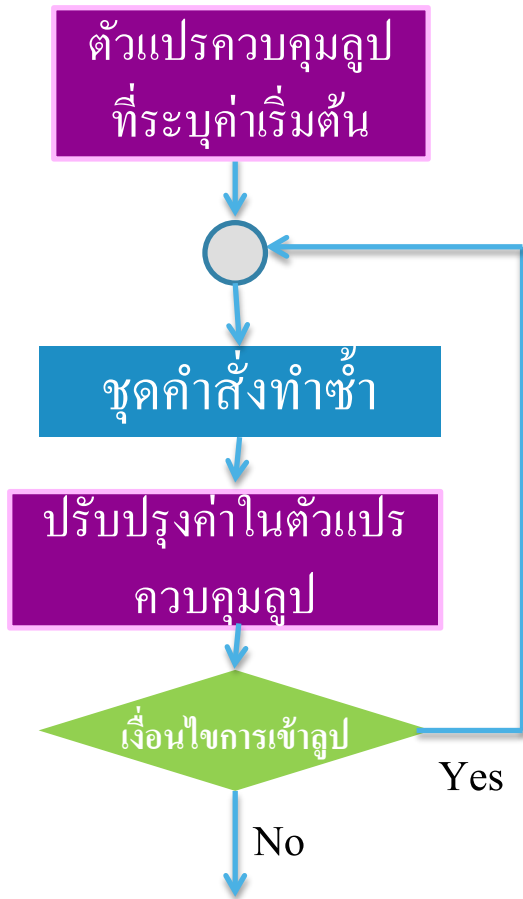 ตัวแปรควบคุมลูป
ที่ระบุค่าเริ่มต้น
ชุดคำสั่งทำซ้ำ
ปรับปรุงค่าในตัวแปร
ควบคุมลูป
เงื่อนไขการเข้าลูป
Yes
No